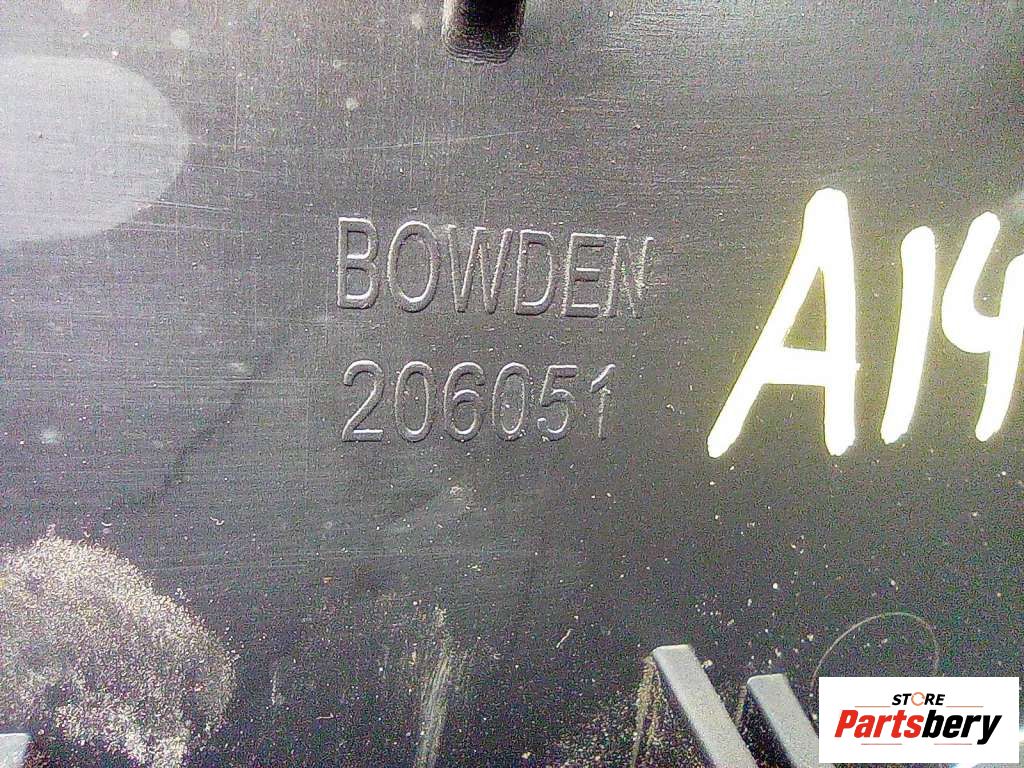 BOWDEN
206051
A14
STORE
Partsbery